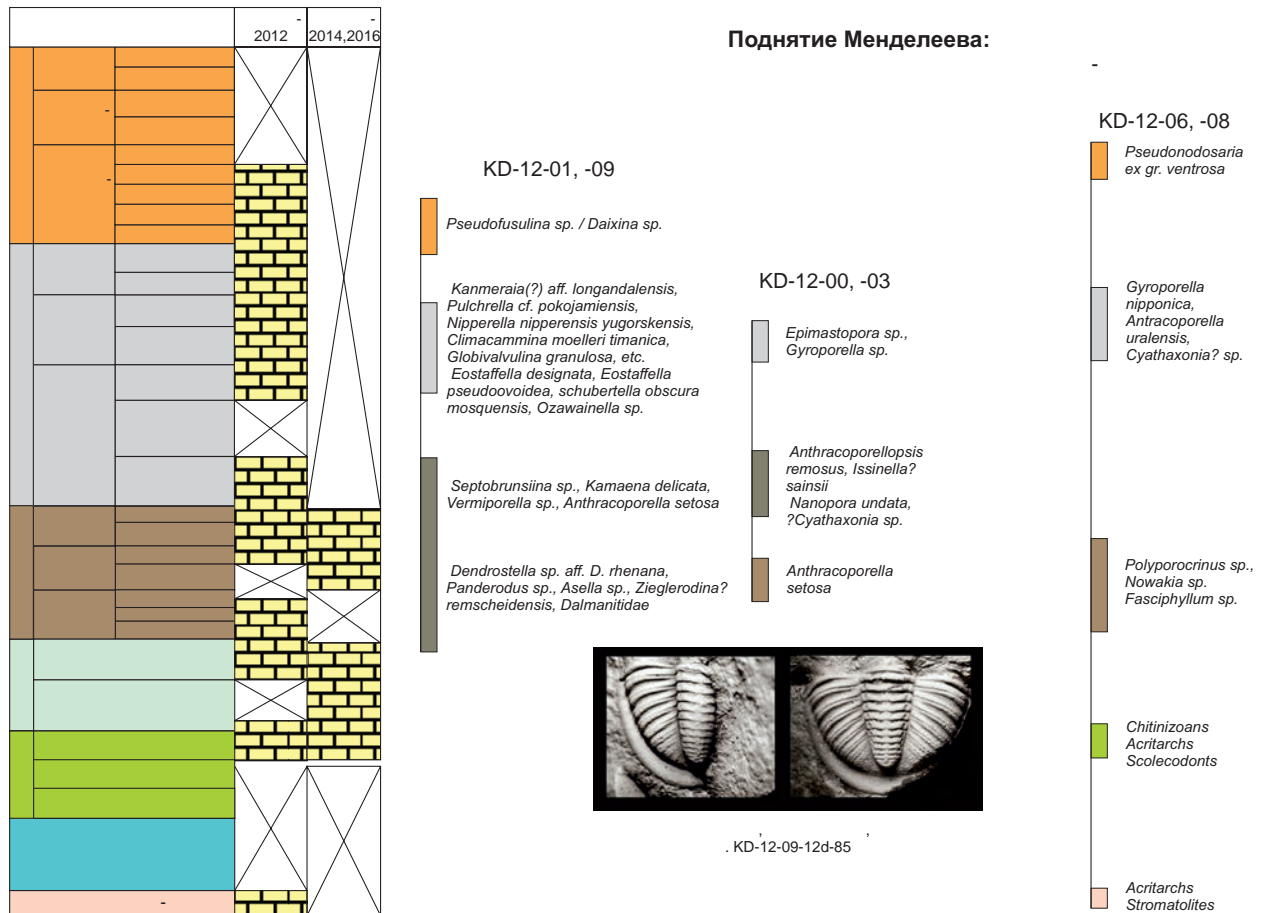 -
-
2012
2014,2016
-
-
-
Поднятие Менделеева:
-
KD-12-01, -09
Pseudofusulina sp. / Daixina sp.
Kanmeraia(?) aff. longandalensis,
Pulchrella cf. pokojamiensis,
Nipperella nipperensis yugorskensis,
Climacammina moelleri timanica,
Globivalvulina granulosa, etc.
Eostaffella designata, Eostaffella
pseudoovoidea, schubertella obscura
mosquensis, Ozawainella sp.
Septobrunsiina sp., Kamaena delicata,
Vermiporella sp., Anthracoporella setosa
Dendrostella sp. aff. D. rhenana,
Panderodus sp., Asella sp., Zieglerodina?
remscheidensis, Dalmanitidae
KD-12-00, -03
Epimastopora sp.,
Gyroporella sp.
Anthracoporellopsis
remosus, Issinella?
sainsii
Nanopora undata,
?Cyathaxonia sp.
Anthracoporella
setosa
, ,
. KD-12-09-12d-85
KD-12-06, -08
Pseudonodosaria
ex gr. ventrosa
Gyroporella
nipponica,
Antracoporella
uralensis,
Cyathaxonia? sp.
Polyporocrinus sp.,
Nowakia sp.
Fasciphyllum sp.
Chitinizoans
Acritarchs
Scolecodonts
Acritarchs
Stromatolites